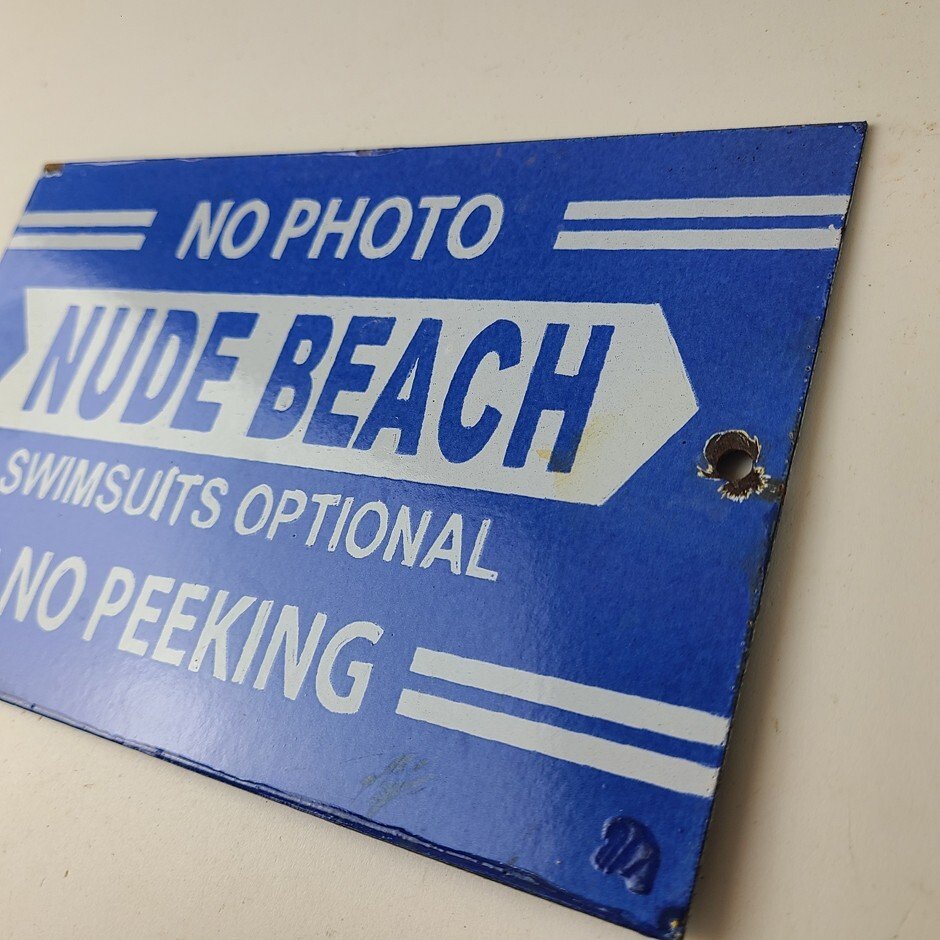 NO PHOTO
NUDE BEACH
SWIMSUITS OPTIONAL
NO PEEKING